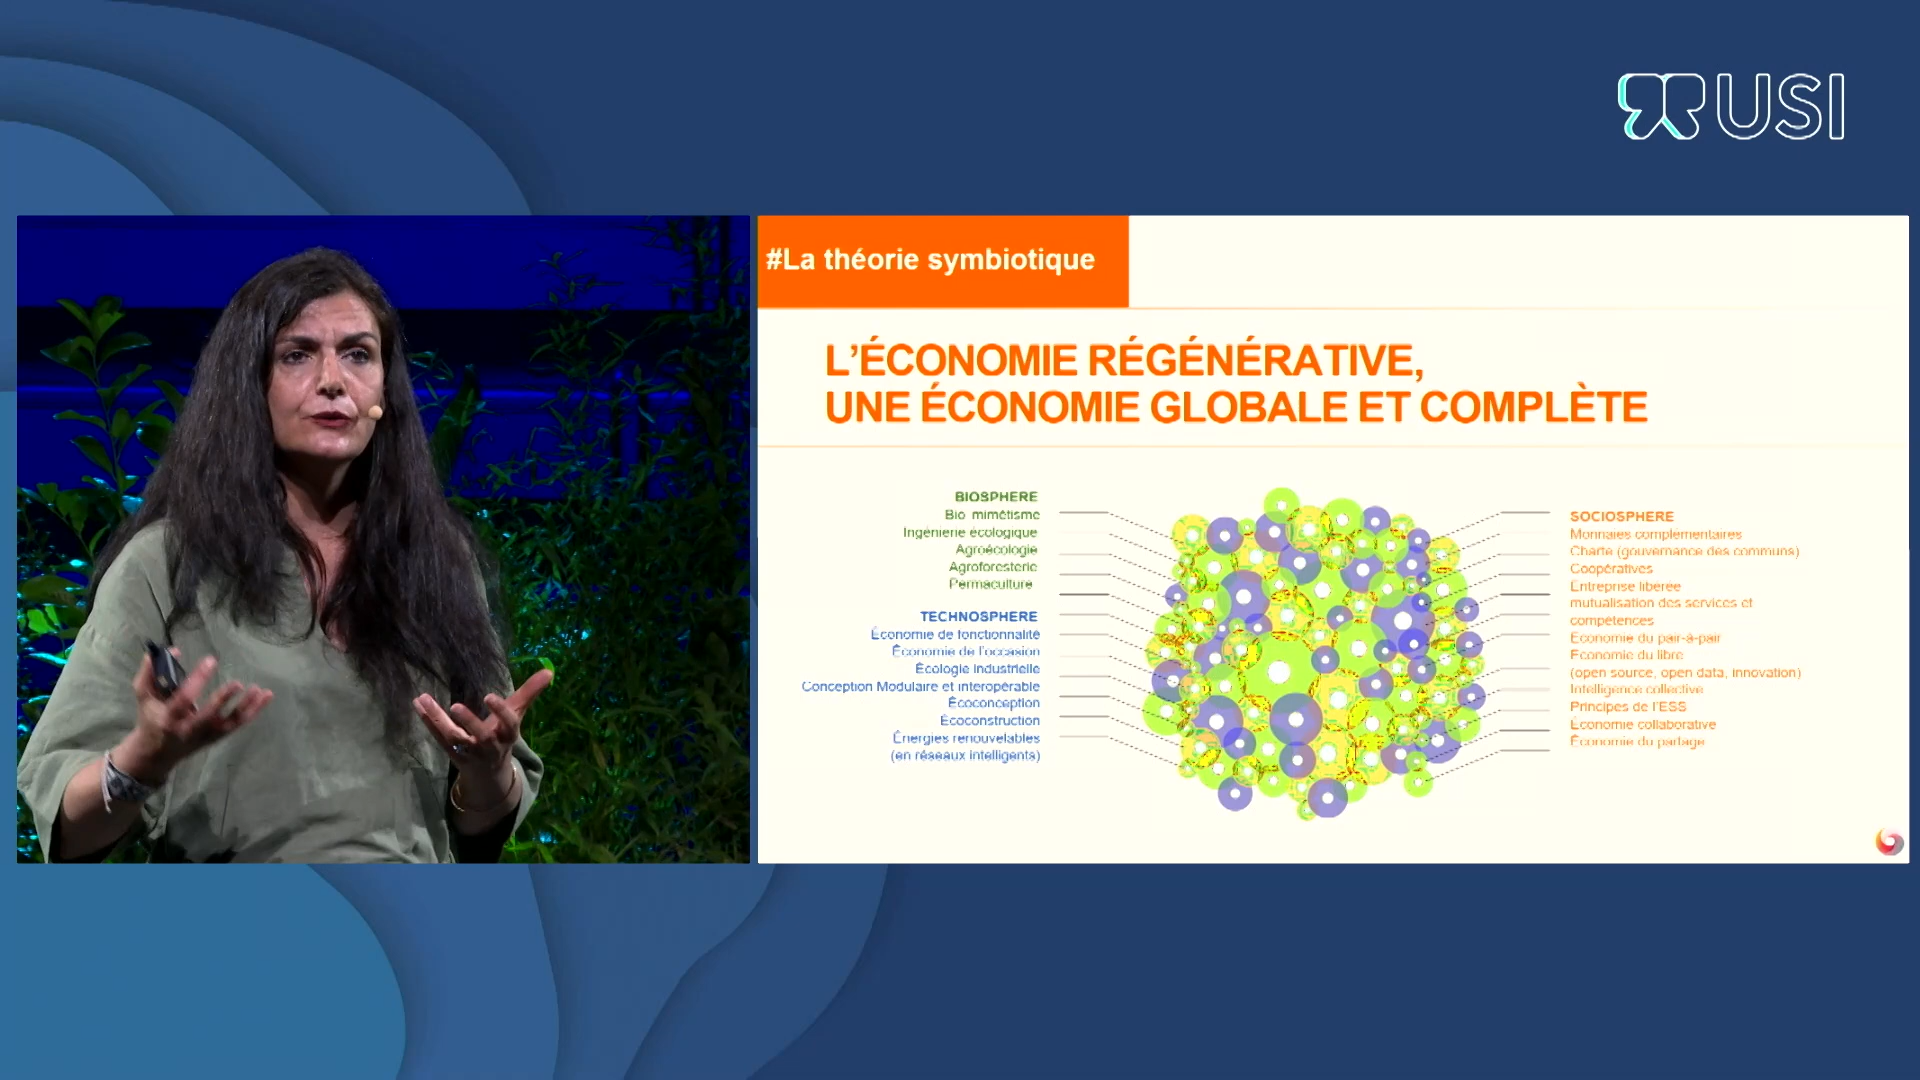 USI
#La théorie symbiotique
L'ÉCONOMIE RÉGÉNÉRATIVE,
UNE ÉCONOMIE GLOBALE ET COMPLÈTE
BIOSPHERE
Bio mimétisme
Ingénierie écologique
Agroécologie
Agroforesterie
Permaculture
TECHNOSPHERE
Économie de fonctionnalité
Économie de l'occasion
Écologie industrielle
Conception Modulaire et interopérable
Écoconception
Écoconstruction
Énergies renouvelables
(en réseaux intelligents)
SOCIOSPHERE
Monnaies complémentaires
Charte (gouvernance des communs)
Coopératives
Entreprise libérée
mutualisation des services et
compétences
Economie du pair-à-pair
Economie du libre
(open source, open data, innovation)
Intelligence collective
Principes de l'ESS
Économie collaborative
Économie du partage